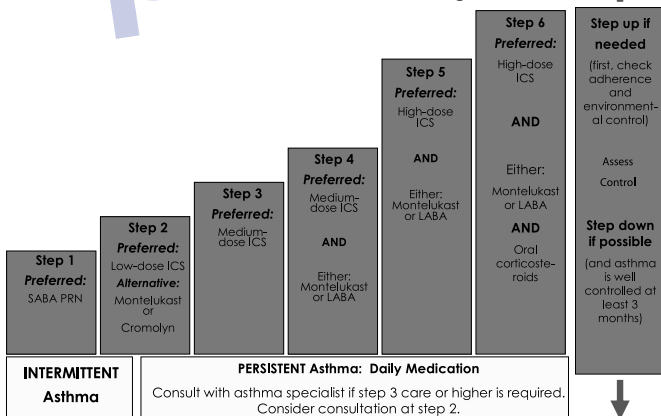 Step 1
Preferred:
SABA PRN
Step 2
Preferred:
Low-dose ICS
Alternative:
Montelukast
or
Cromolyn
Step 3
Preferred:
Medium-
dose ICS
Step 4
Preferred:
Medium-
dose ICS
AND
Either:
Montelukast
or LABA
Step 5
Preferred:
High-dose
ICS
AND
Either:
Montelukast
or LABA
Step 6
Preferred:
High-dose
ICS
AND
Either:
Montelukast
or LABA
AND
Oral
corticoste-
roids
Step up if
needed
(first, check
adherence
and
environment-
al control)
Assess
Control
Step down
if possible
(and asthma
is well
controlled at
least 3
months)
INTERMITTENT
Asthma
PERSISTENT Asthma: Daily Medication
Consult with asthma specialist if step 3 care or higher is required.
Consider consultation at step 2.